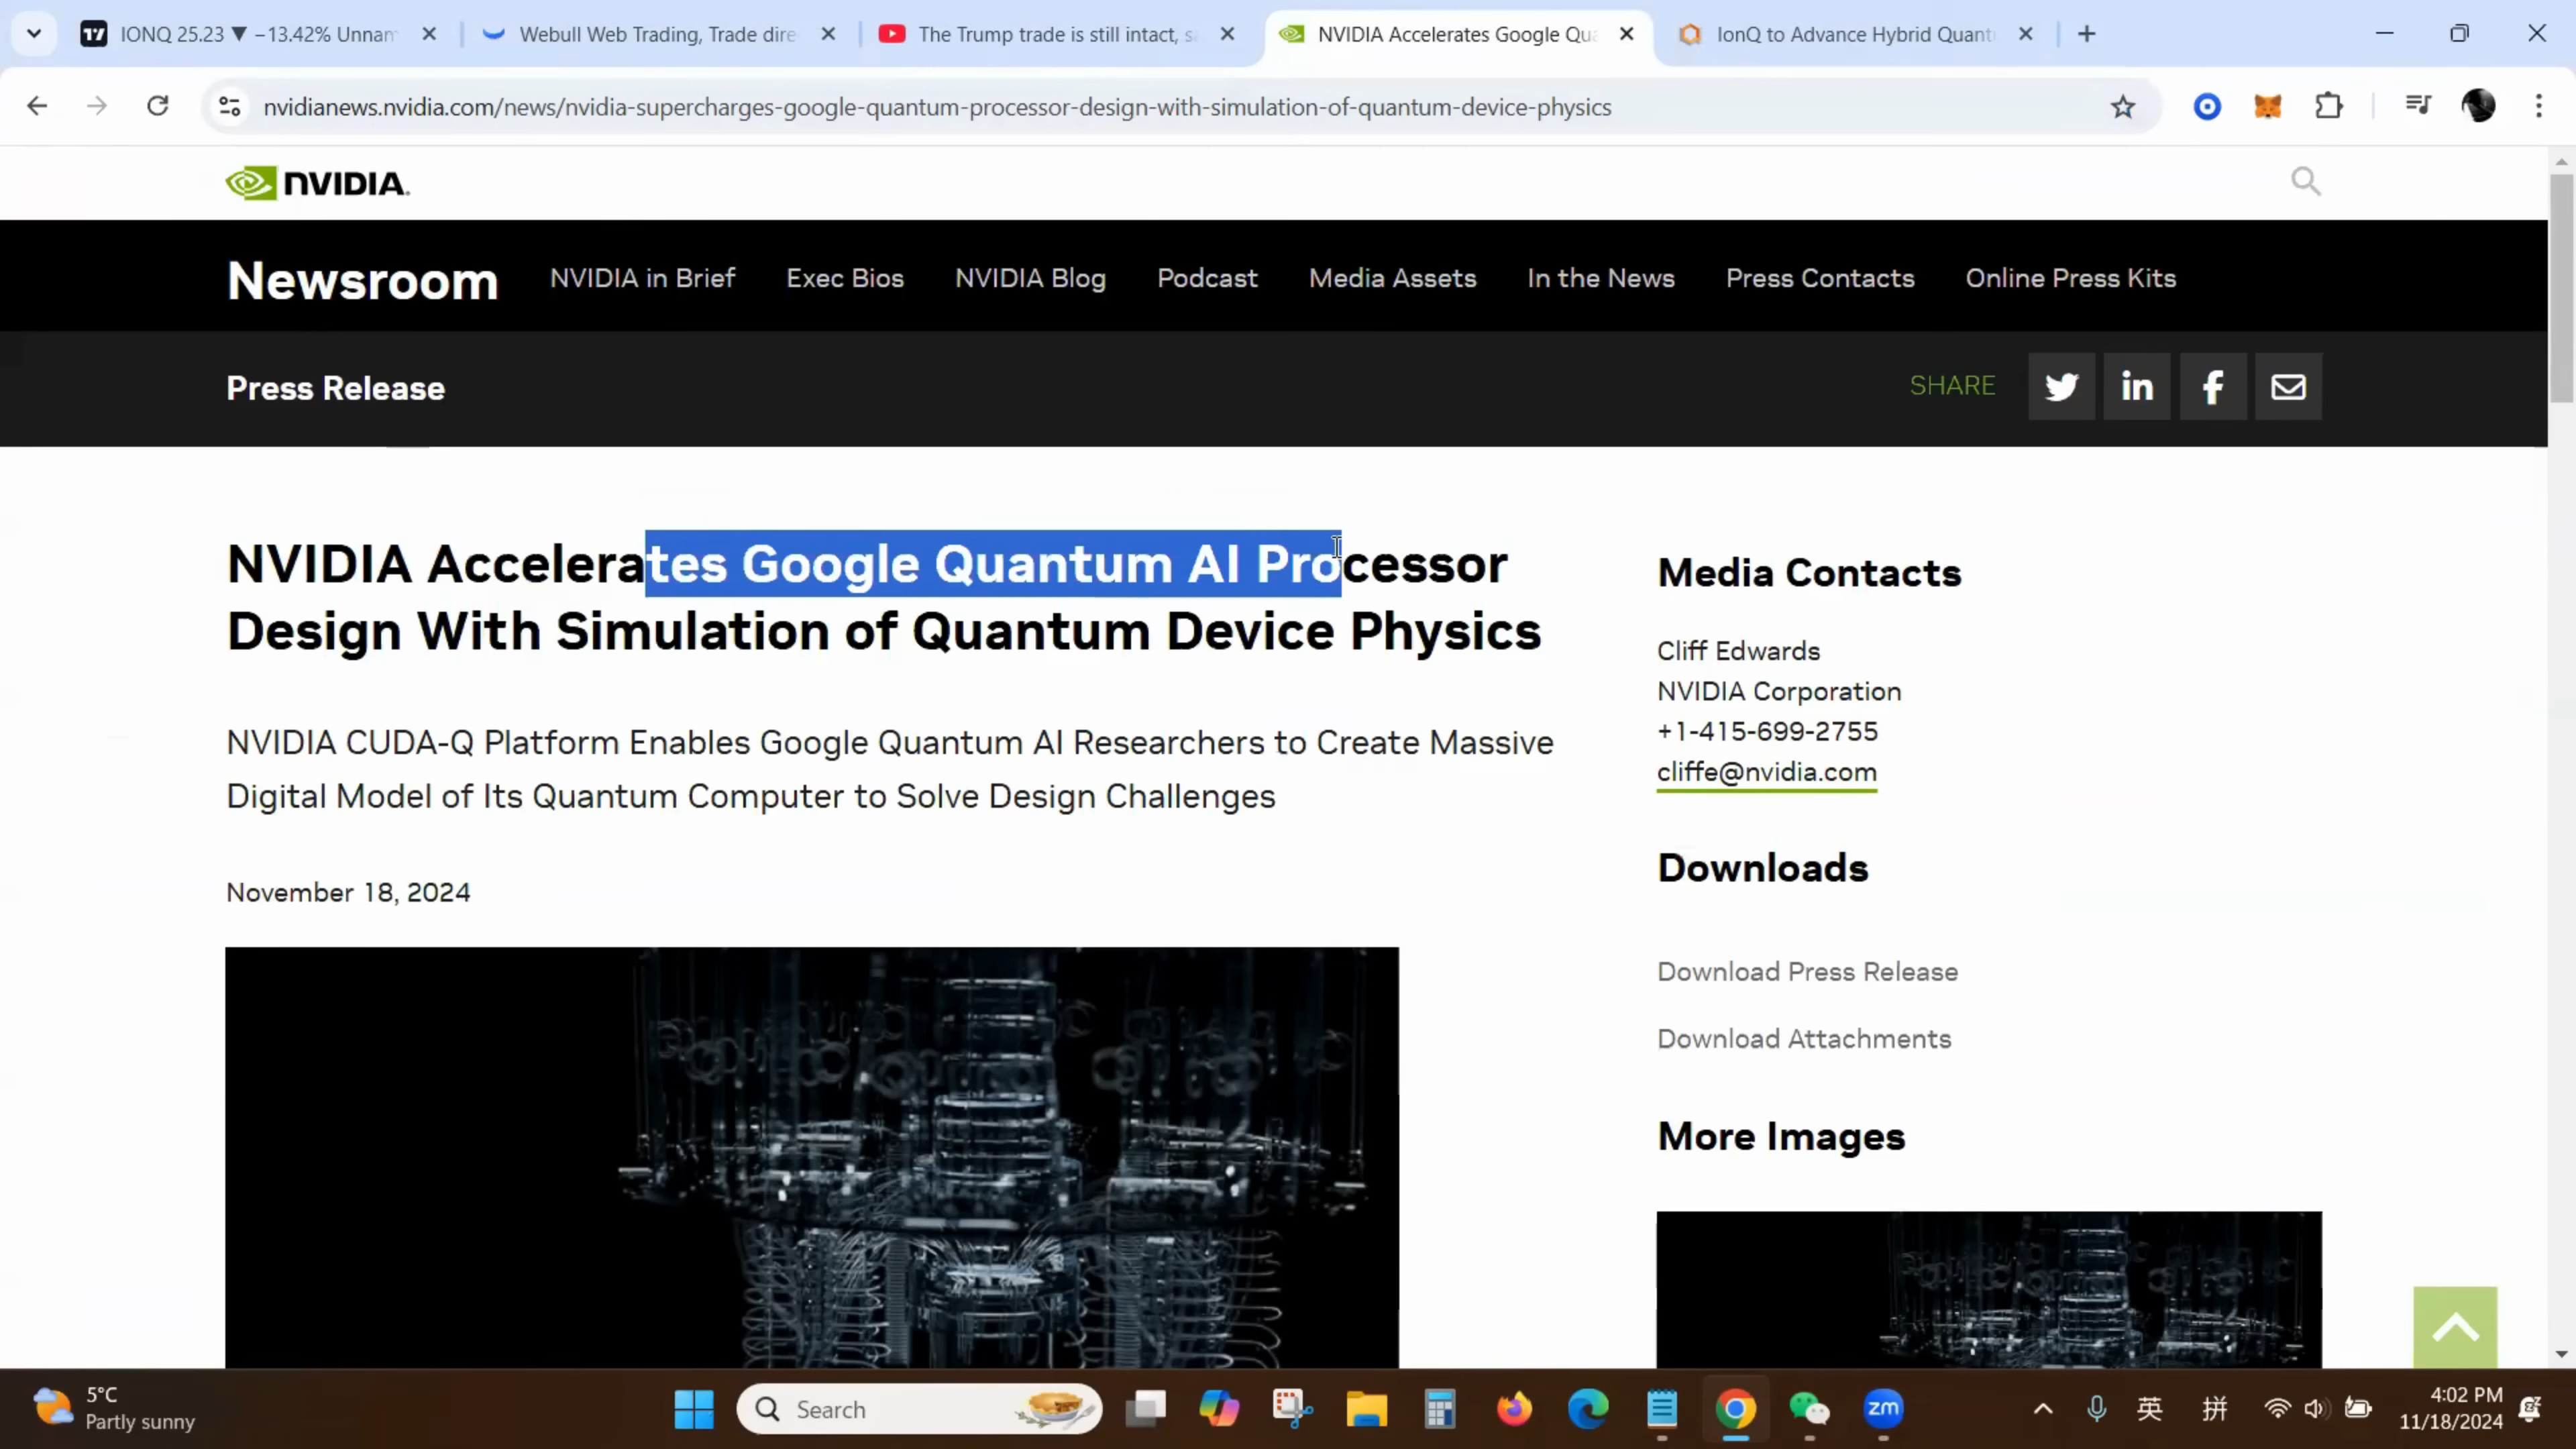 IONQ 25.23 ▼ −13.42% Unnam
Webull Web Trading, Trade dire
The Trump trade is still intact, s
NVIDIA Accelerates Google Qua
IonQ to Advance Hybrid Quant
nvidianews.nvidia.com/news/nvidia-supercharges-google-quantum-processor-design-with-simulation-of-quantum-device-physics
NVIDIA.
Newsroom
NVIDIA in Brief
Exec Bios
NVIDIA Blog
Podcast
Media Assets
In the News
Press Contacts
Online Press Kits
Press Release
SHARE
NVIDIA Accelerates Google Quantum AI Processor
Design With Simulation of Quantum Device Physics
NVIDIA CUDA-Q Platform Enables Google Quantum AI Researchers to Create Massive
Digital Model of Its Quantum Computer to Solve Design Challenges
November 18, 2024
Media Contacts
Cliff Edwards
NVIDIA Corporation
+1-415-699-2755
cliffe@nvidia.com
Downloads
Download Press Release
Download Attachments
More Images
5°C
Partly sunny
Search
zm
英
拼
4:02 PM
11/18/2024